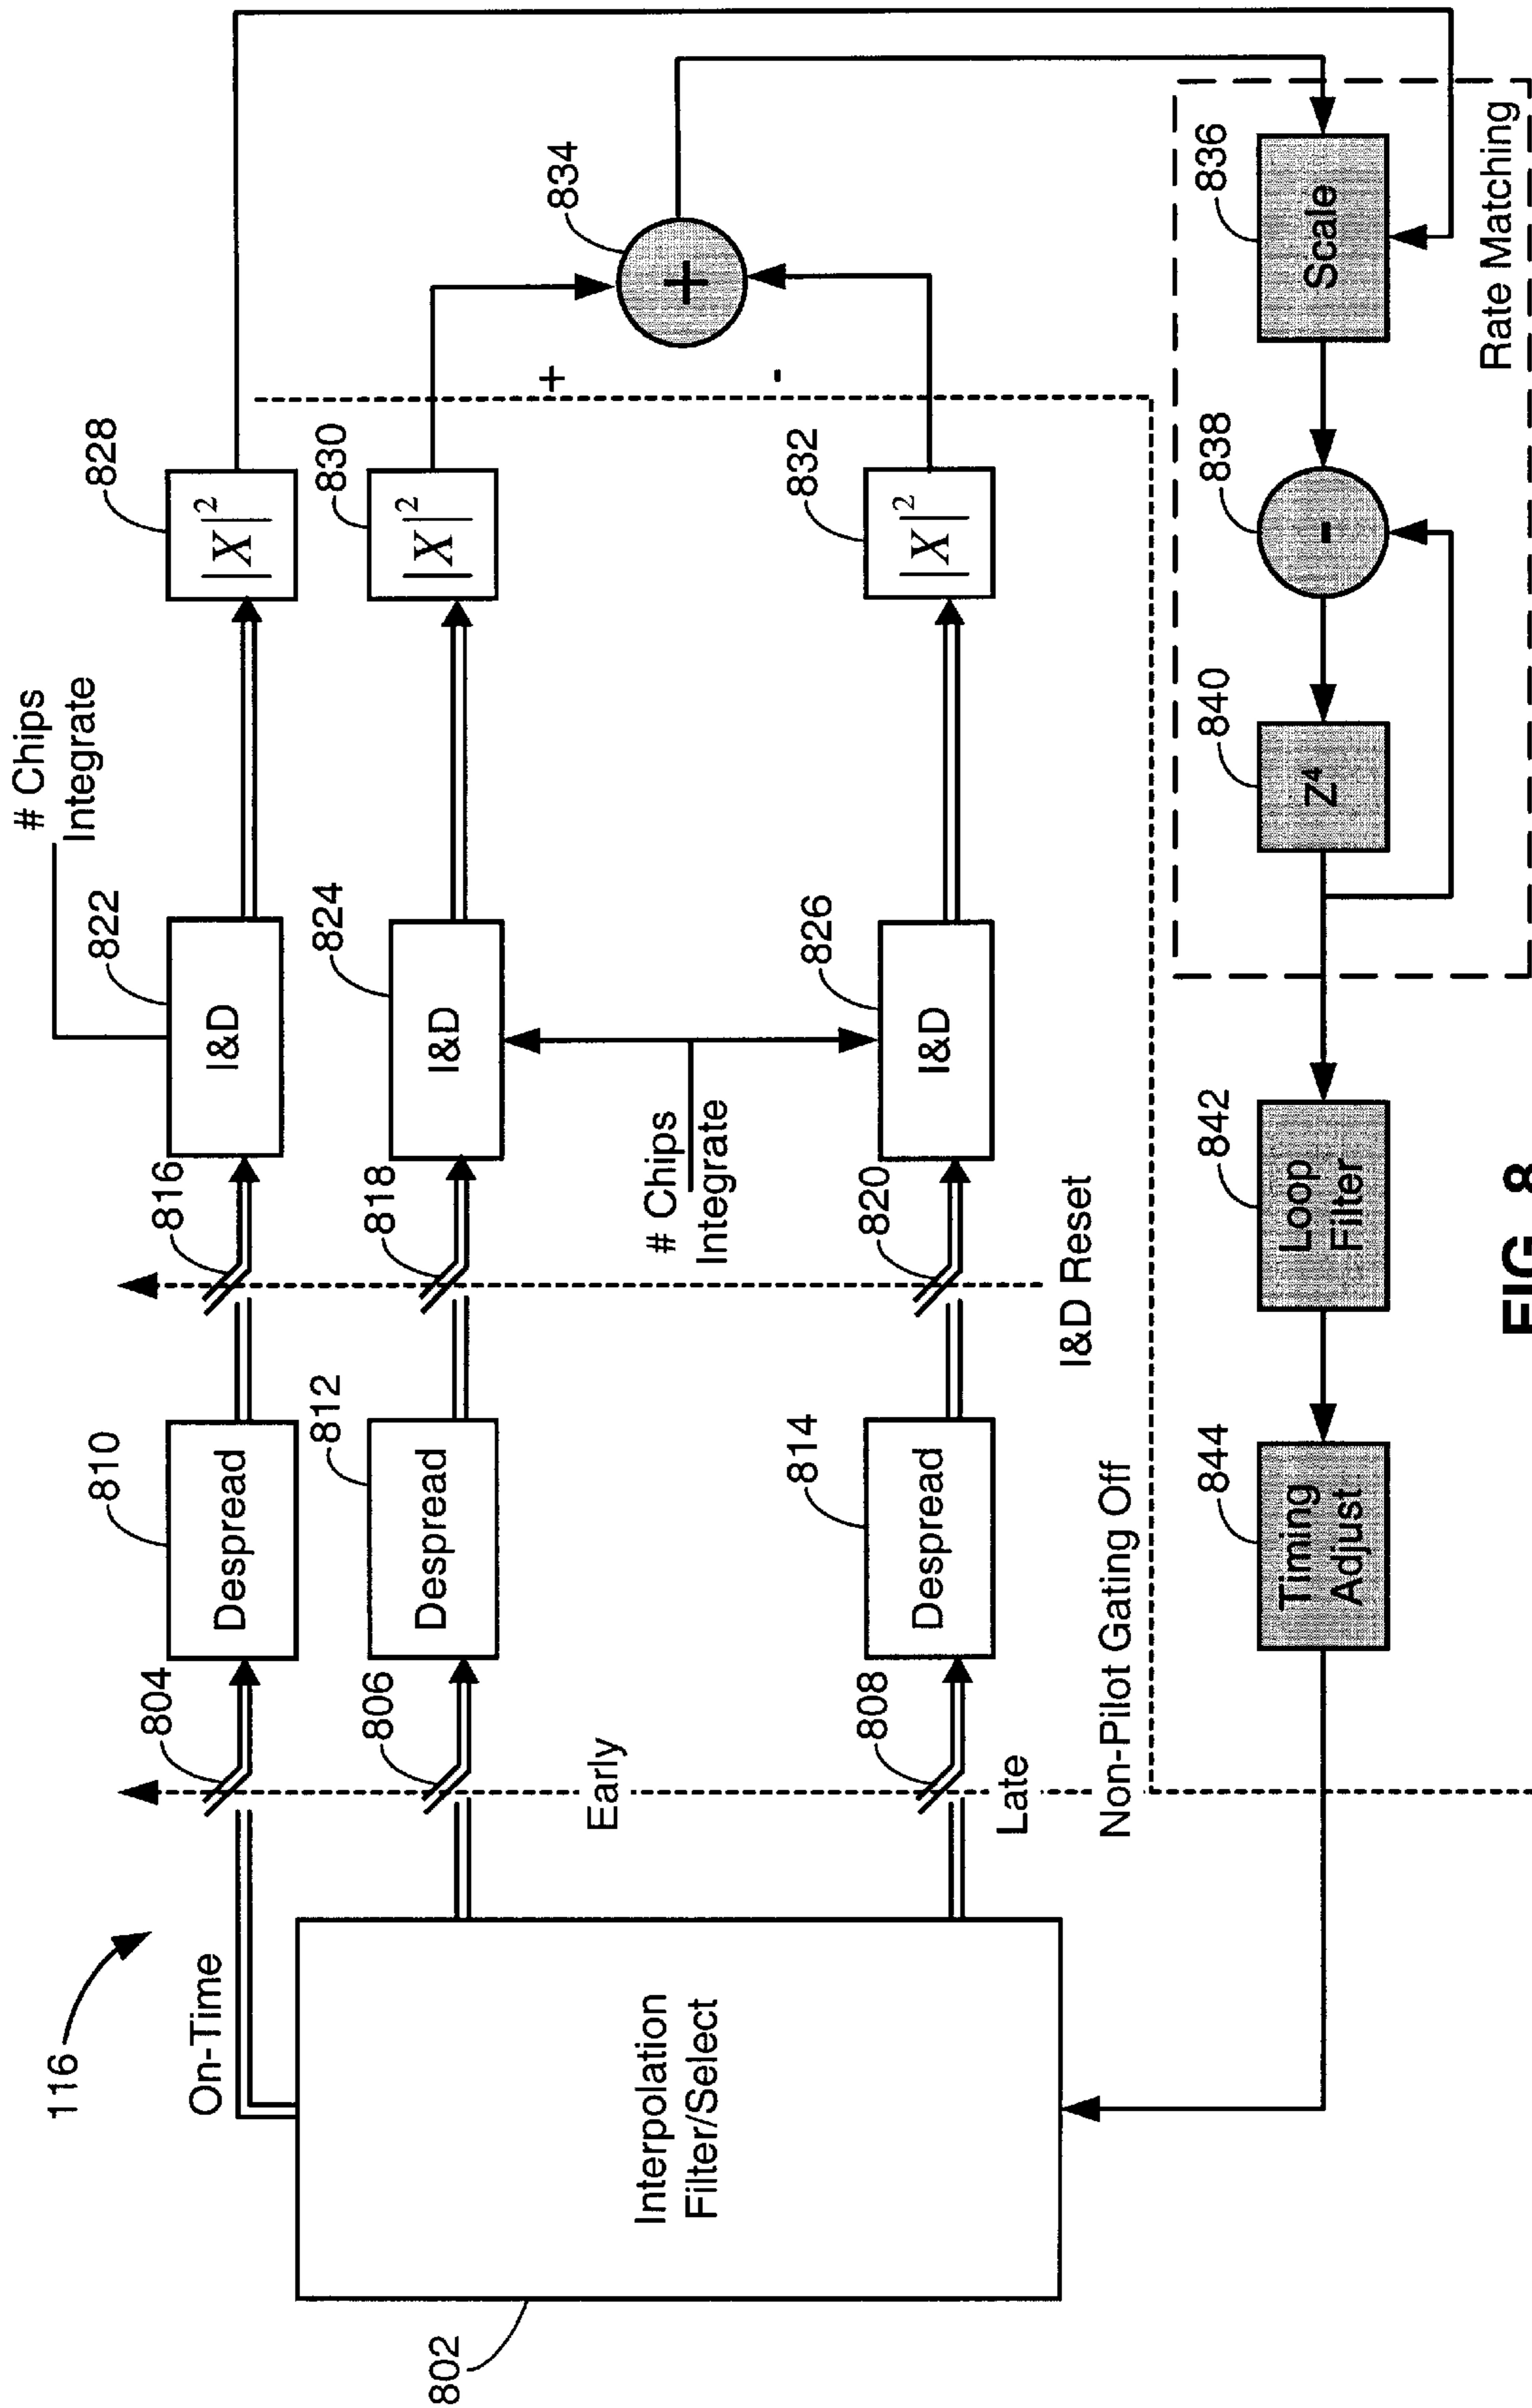 116
On-Time
802
Interpolation
Filter/Select
804
806
Early
808
Late
Non-Pilot Gating Off
810
Despread
812
Despread
814
Despread
816
818
820
I&D Reset
# Chips
Integrate
822
I&D
824
I&D
# Chips
Integrate
826
I&D
828
|X|²
830
|X|²
832
|X|²
+
-
834
+
836
Scale
838
-
840
Z⁴
Rate Matching
842
Loop
Filter
844
Timing
Adjust
FIG. 8